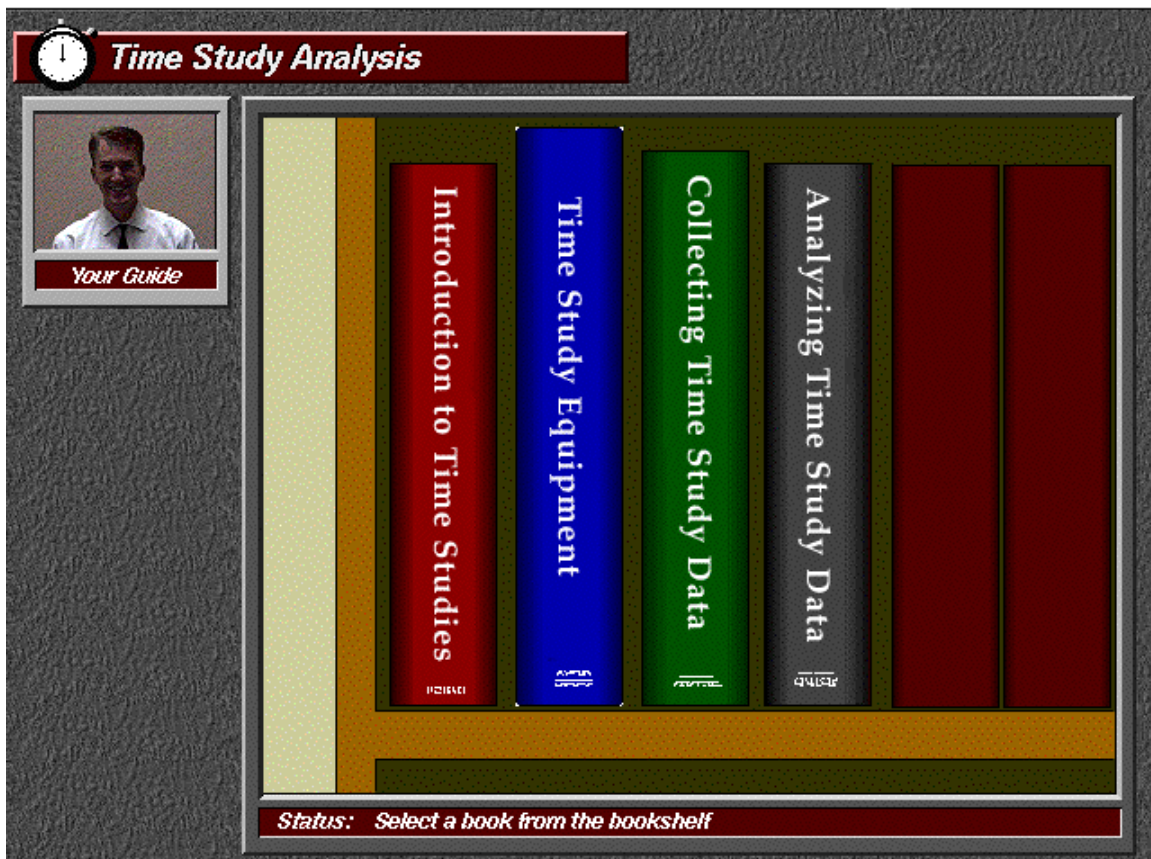 Time Study Analysis
Your Guide
Introduction to Time Studies
Time Study Equipment
Collecting Time Study Data
Analyzing Time Study Data
Status: Select a book from the bookshelf